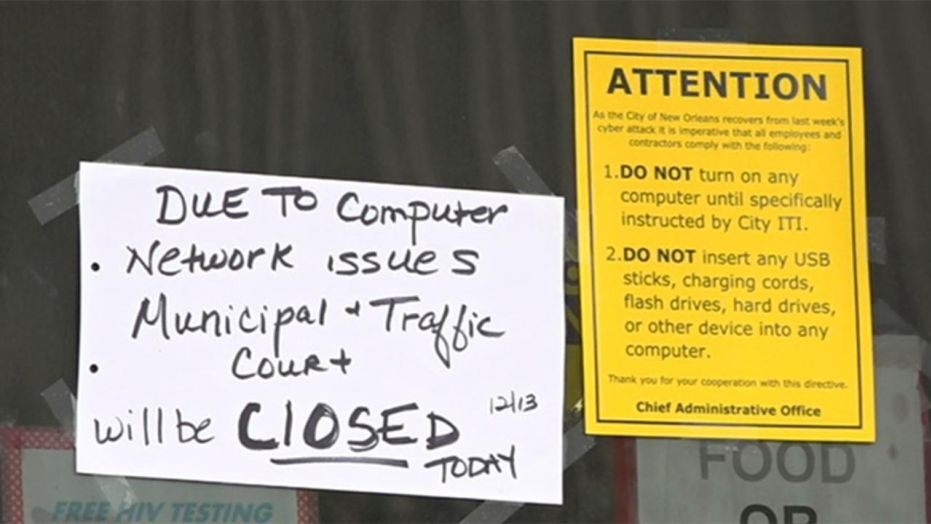 DUE TO Computer
• Network issues
Municipal + Traffic
• Court
will be CLOSED 12/13
TODAY
ATTENTION
As the City of New Orleans recovers from last week's
cyber attack it is imperative that all employees and
contractors comply with the following:
1.DO NOT turn on any
computer until specifically
instructed by City ITI.
2.DO NOT insert any USB
sticks, charging cords,
flash drives, hard drives,
or other device into any
computer.
Thank you for your cooperation with this directive.
Chief Administrative Office
FREE HIV TESTING
FOOD
OR